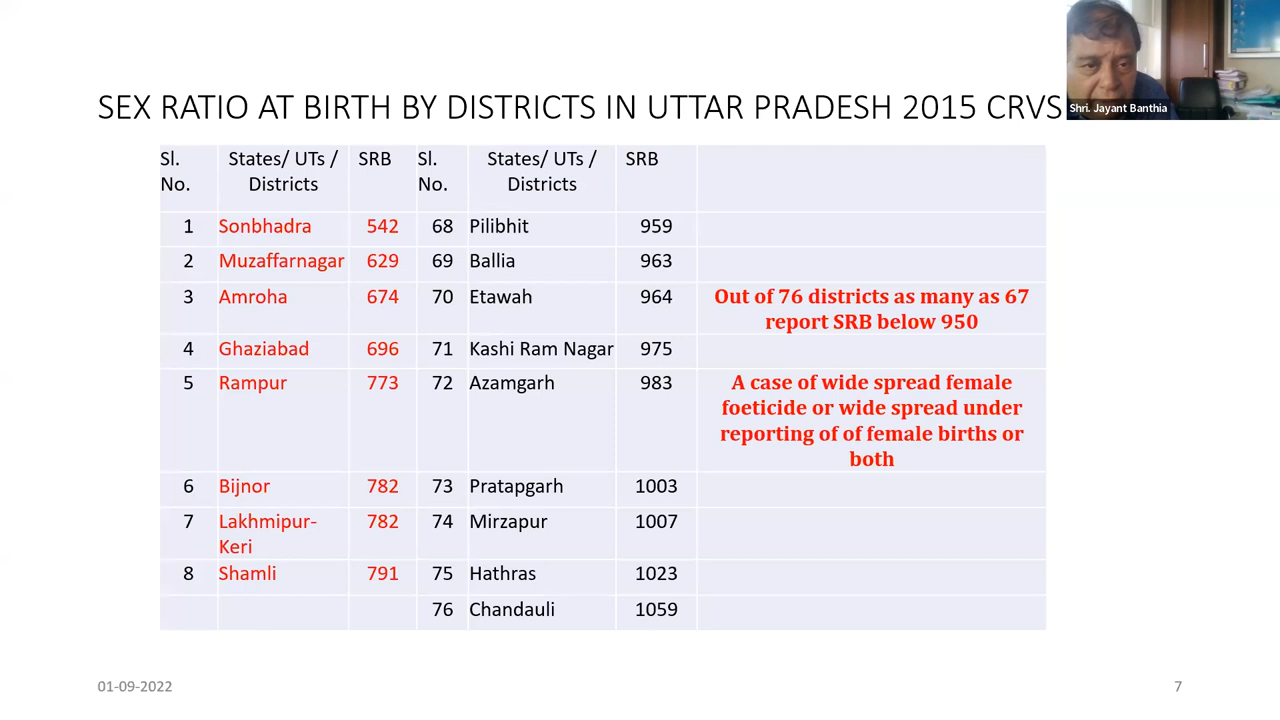 SEX RATIO AT BIRTH BY DISTRICTS IN UTTAR PRADESH 2015 CRVS
Shri. Jayant Banthia
Sl. No. States/ UTs / Districts SRB Sl. No. States/ UTs / Districts SRB
1 Sonbhadra 542 68 Pilibhit 959
2 Muzaffarnagar 629 69 Ballia 963
3 Amroha 674 70 Etawah 964 Out of 76 districts as many as 67
report SRB below 950
4 Ghaziabad 696 71 Kashi Ram Nagar 975
5 Rampur 773 72 Azamgarh 983 A case of wide spread female
foeticide or wide spread under
reporting of of female births or
both
6 Bijnor 782 73 Pratapgarh 1003
7 Lakhmipur-
Keri 782 74 Mirzapur 1007
8 Shamli 791 75 Hathras 1023
76 Chandauli 1059
01-09-2022
7